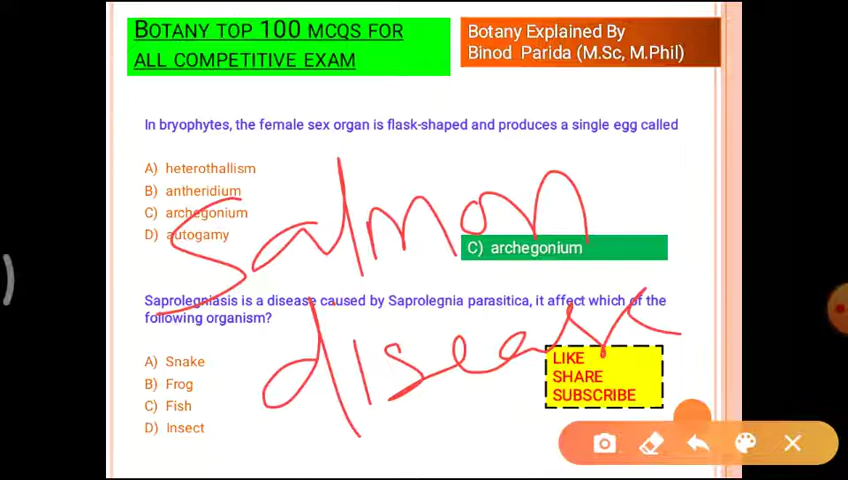 BOTANY TOP 100 MCQS FOR
ALL COMPETITIVE EXAM
Botany Explained By
Binod Parida (M.Sc, M.Phil)
In bryophytes, the female sex organ is flask-shaped and produces a single egg called
A) heterothallism
B) antheridium
C) archegonium
D) autogamy
C) archegonium
Salmon
Saprolegniasis is a disease caused by Saprolegnia parasitica, it affect which of the
following organism?
disease
A) Snake
B) Frog
C) Fish
D) Insect
LIKE
SHARE
SUBSCRIBE